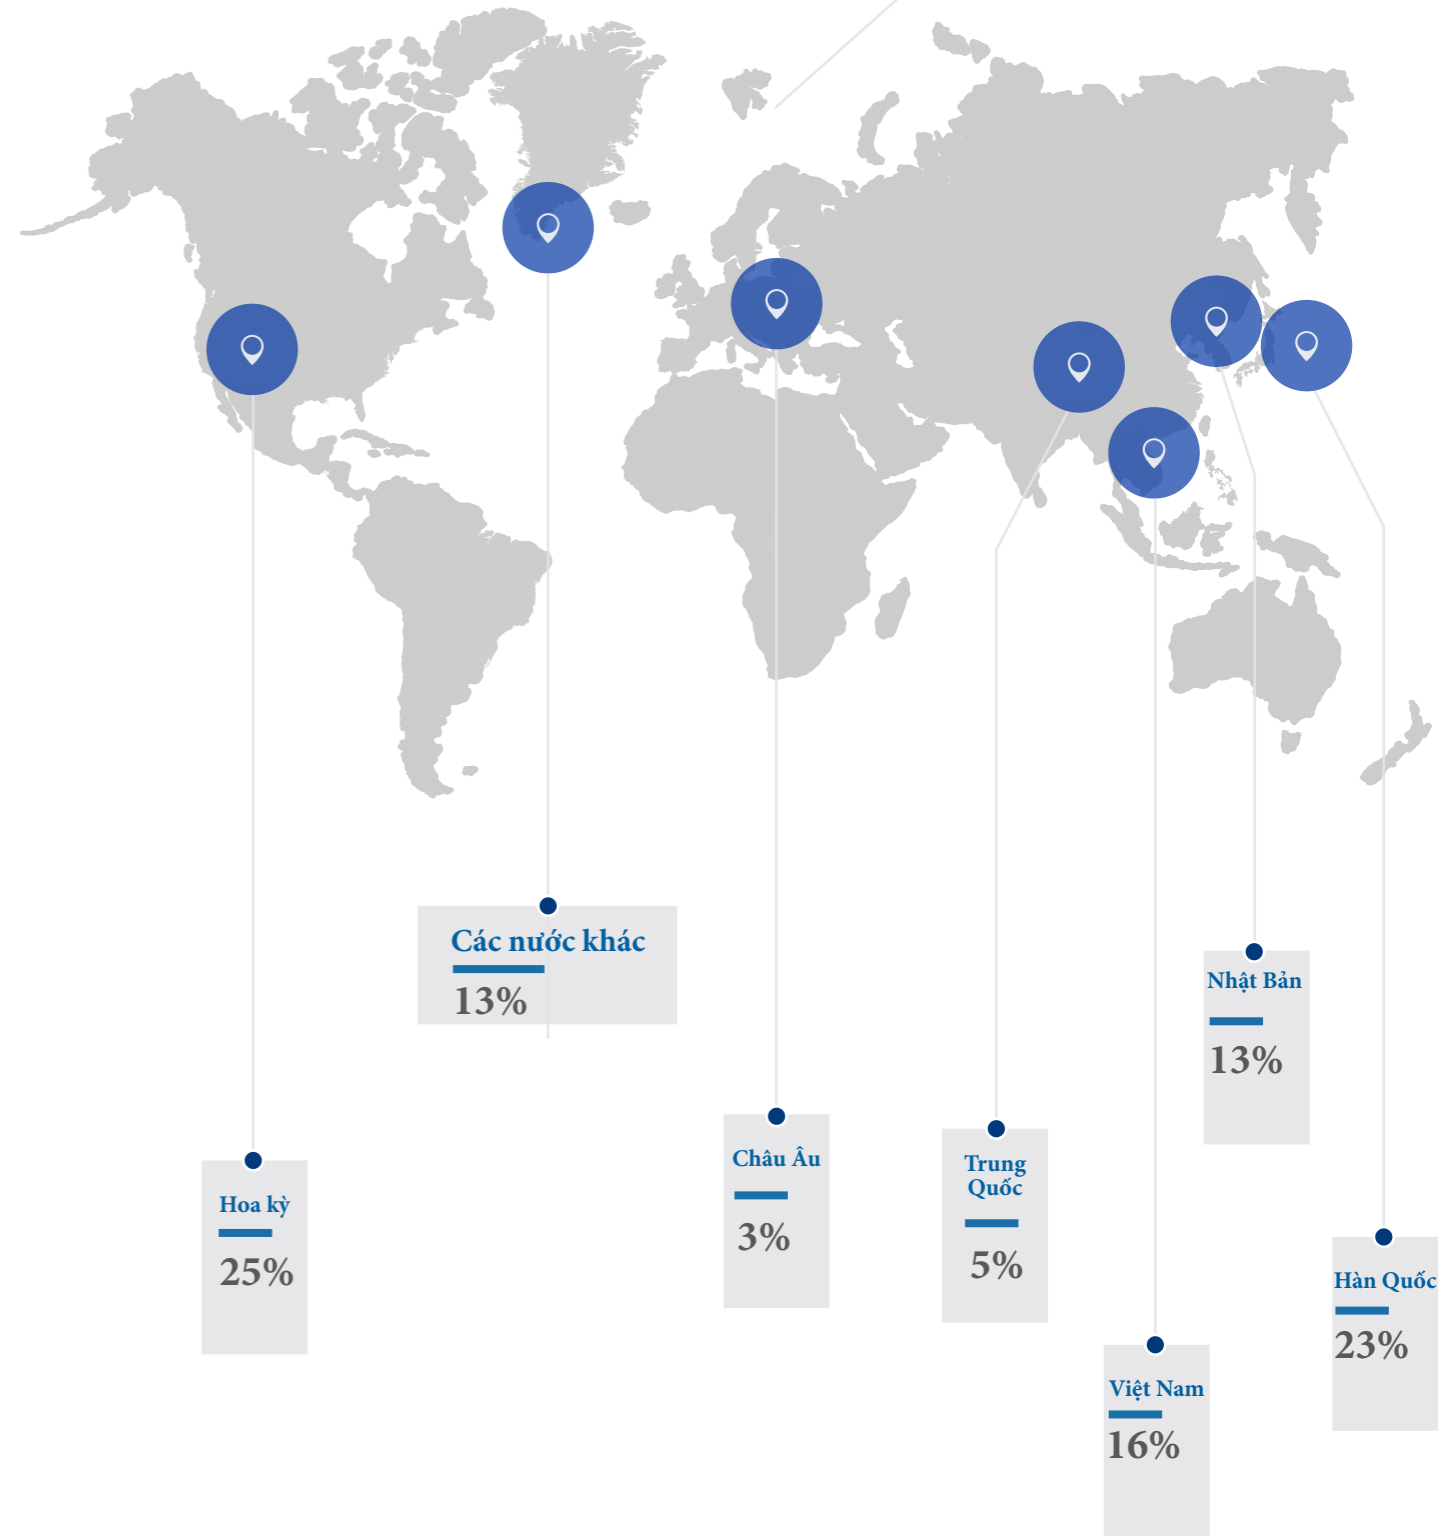 Các nước khác
13%
Nhật Bản
13%
Châu Âu
3%
Trung
Quốc
5%
Hoa kỳ
25%
Hàn Quốc
23%
Việt Nam
16%